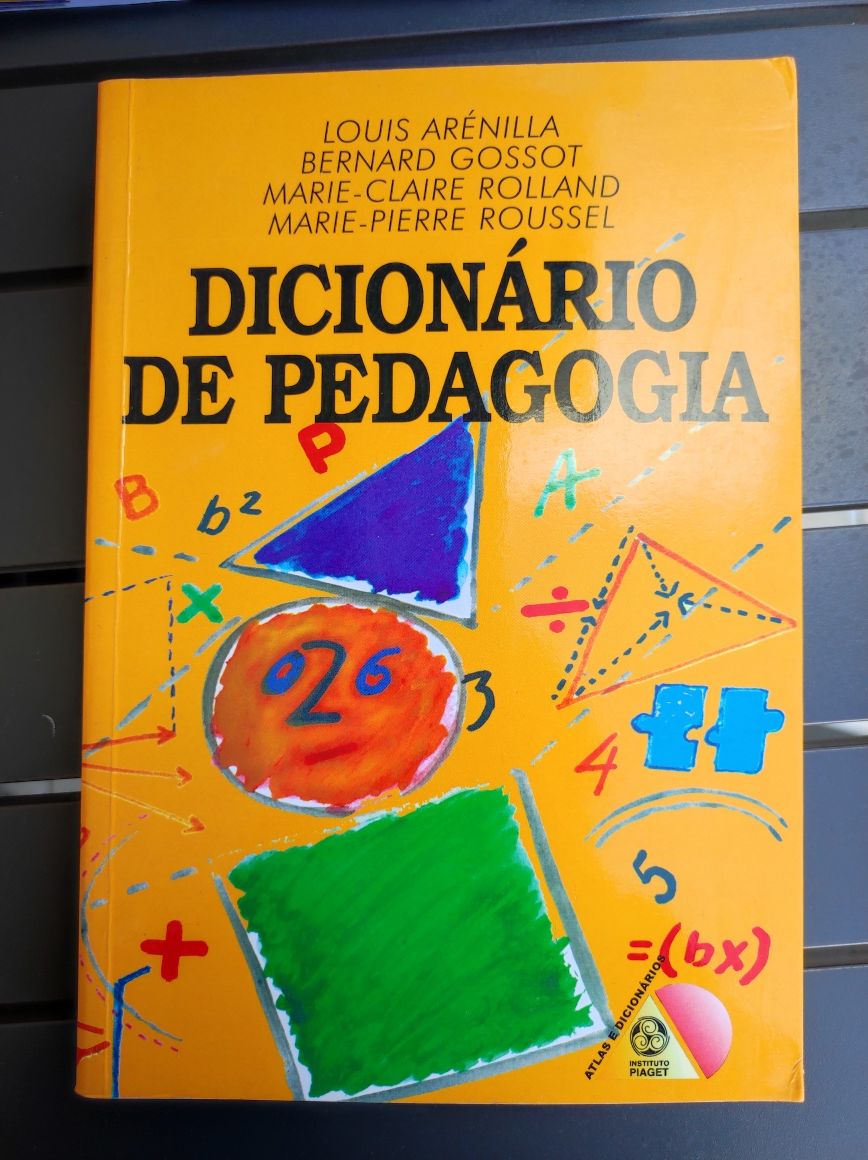 LOUIS ARÉNILLA
BERNARD GOSSOT
MARIE-CLAIRE ROLLAND
MARIE-PIERRE ROUSSEL
DICIONÁRIO
DE PEDAGOGIA
P
B
b²
A
x
÷
026
3
4
5
+
=(bx)
ATLAS E DICIONÁRIOS
INSTITUTO
PIAGET